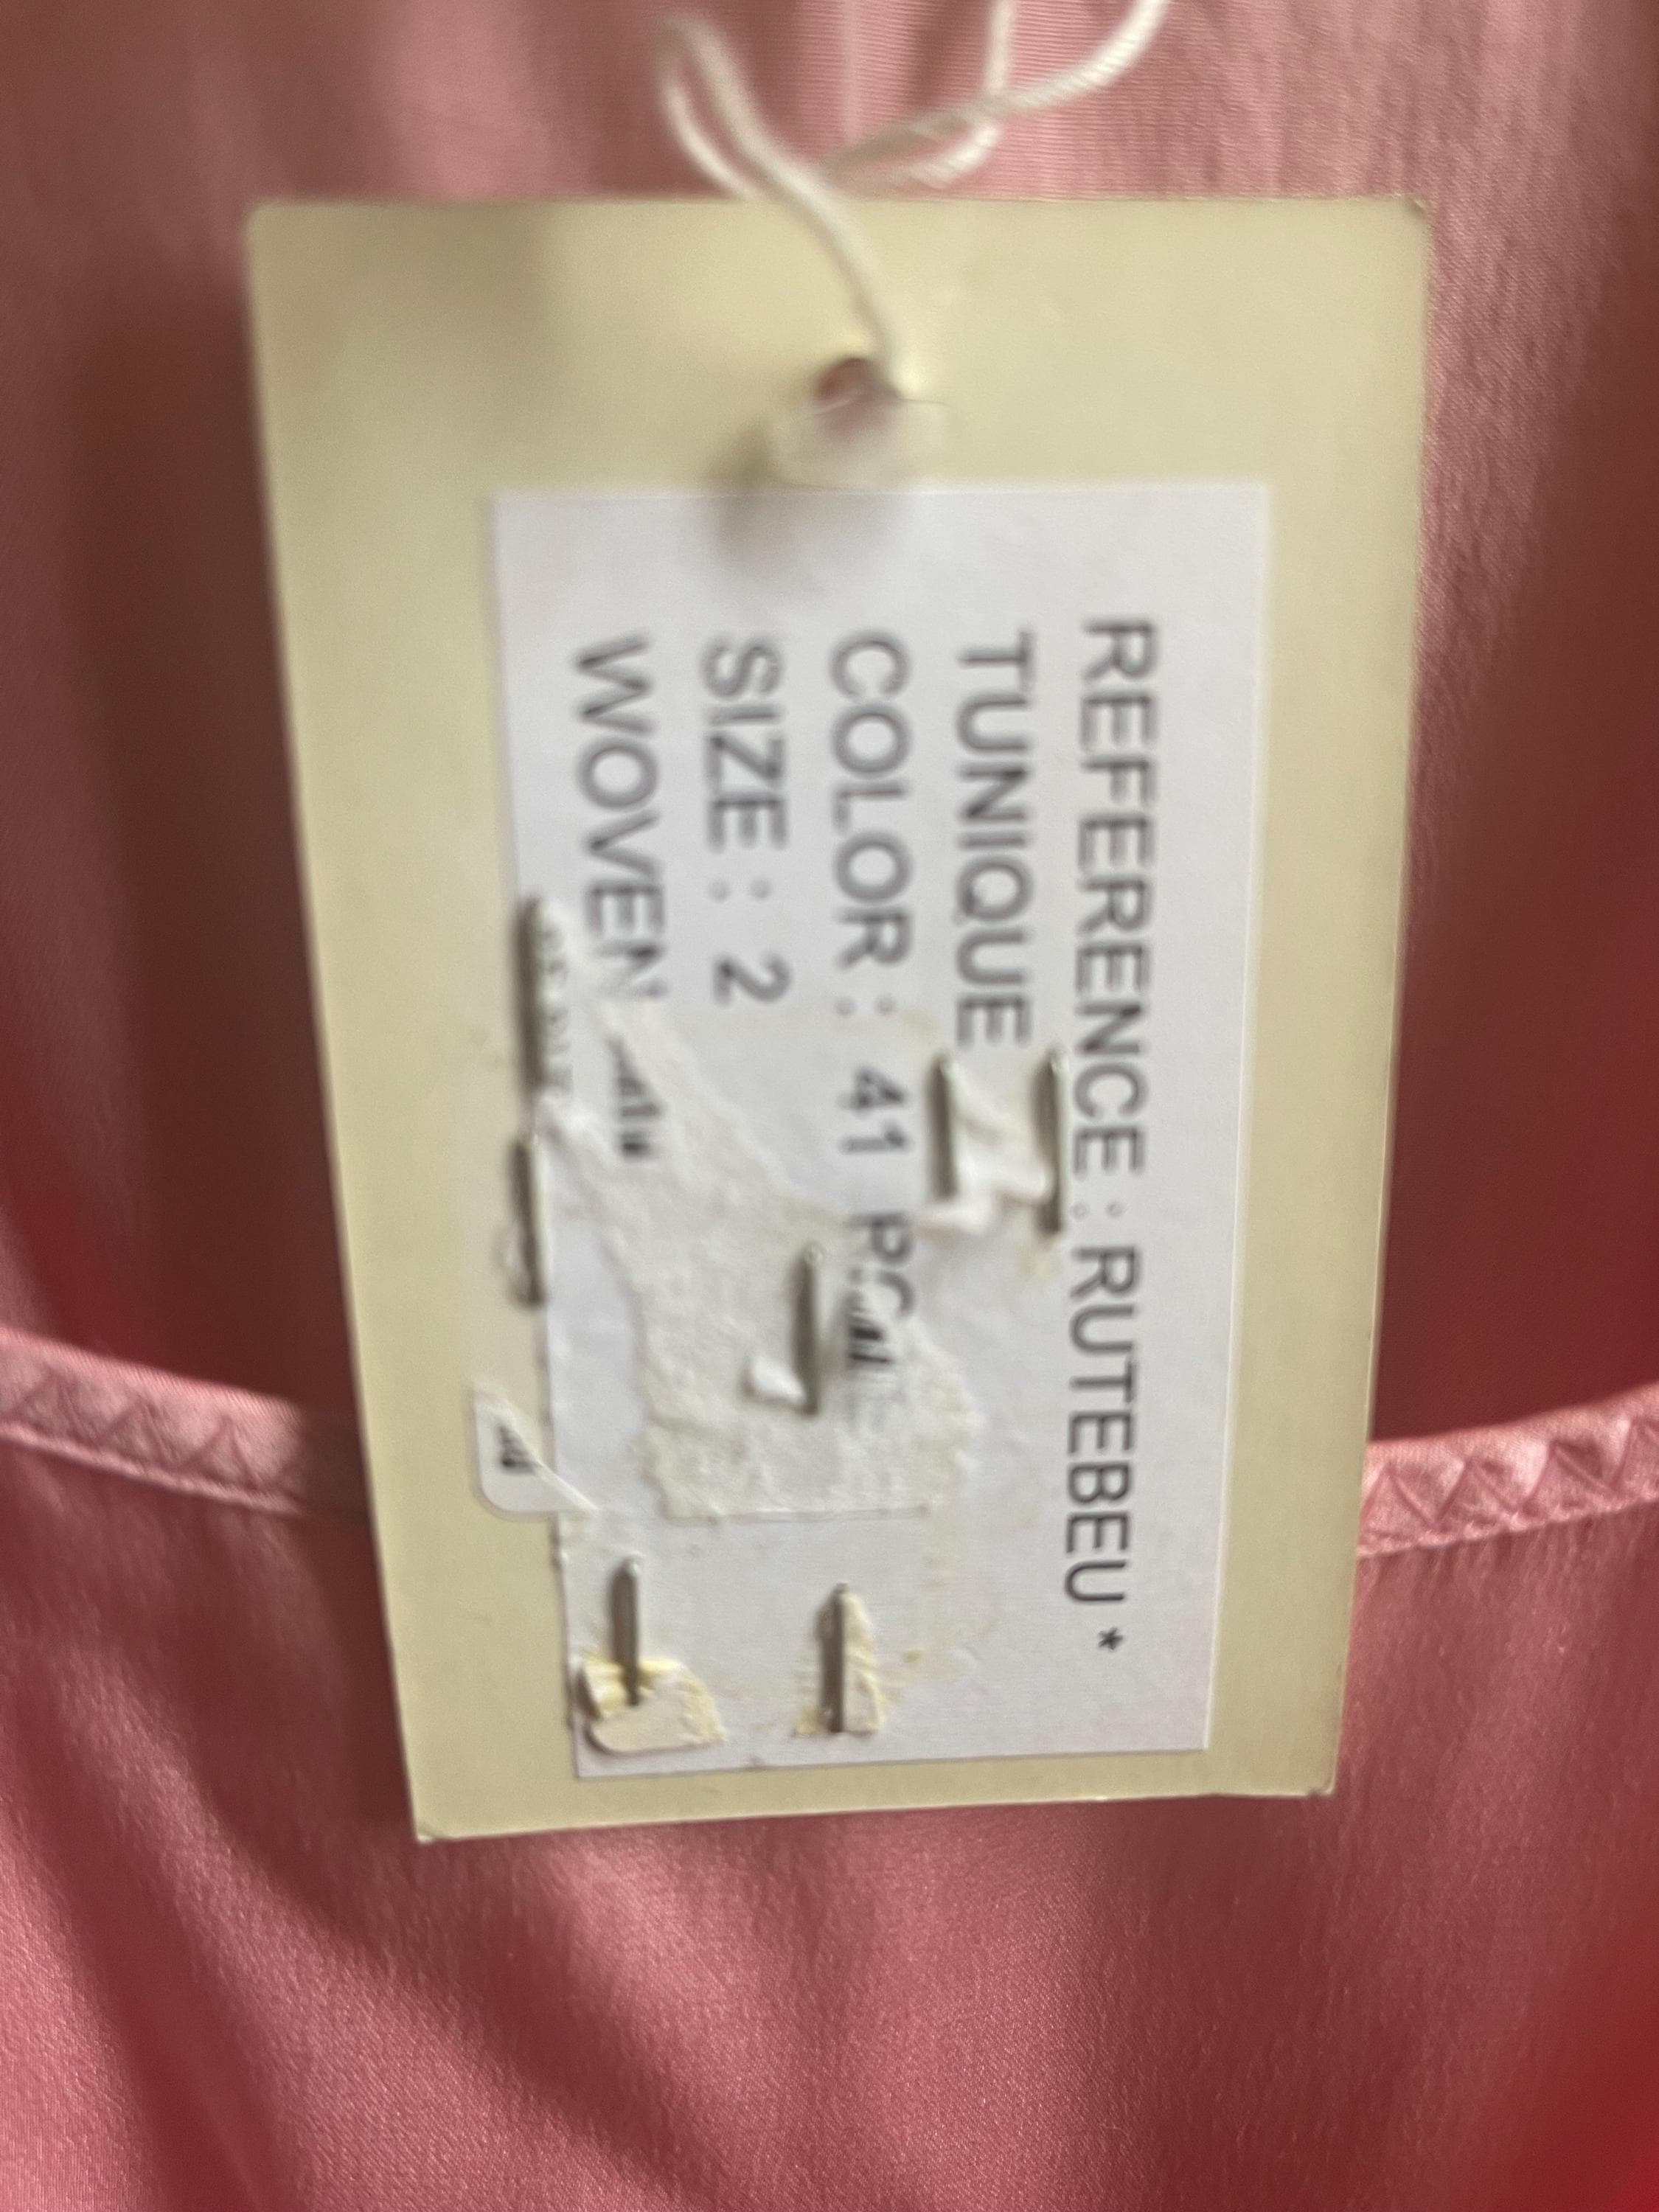 REFERENCE : RUTEBEU *
TUNIQUE
COLOR : 41
SIZE : 2
WOVEN